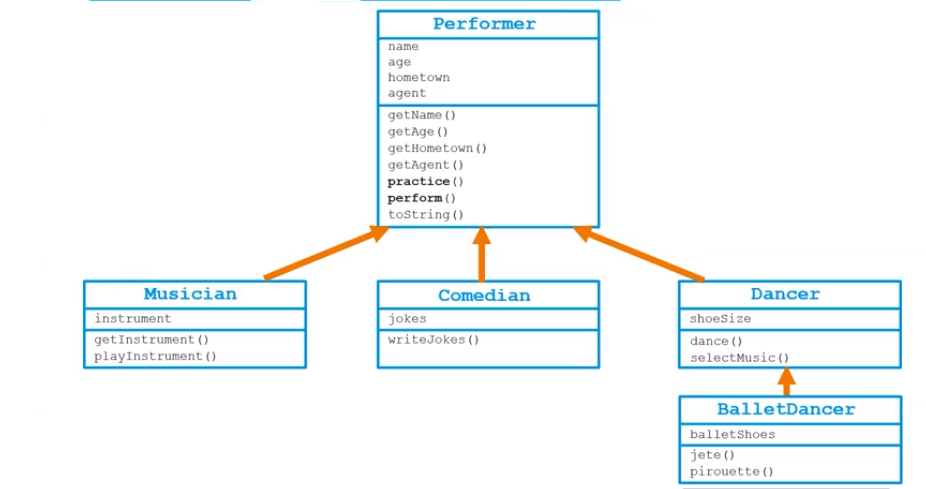 Performer
name
age
hometown
agent
getName()
getAge()
getHometown()
getAgent()
practice()
perform()
toString()
Musician
instrument
getInstrument()
playInstrument()
Comedian
jokes
writeJokes()
Dancer
shoeSize
dance()
selectMusic()
BalletDancer
balletShoes
jete()
pirouette()